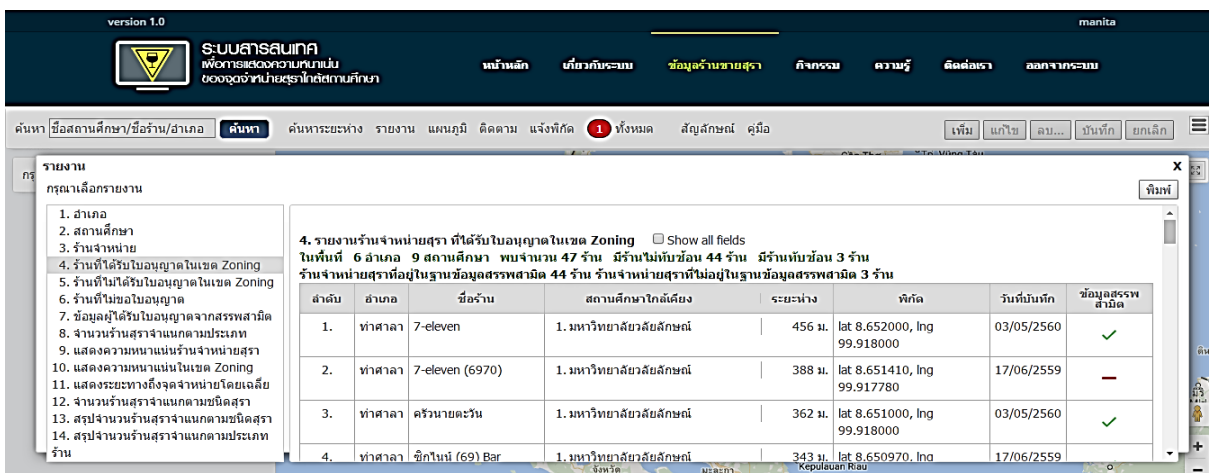 version 1.0
manita
ระบบสารสนเทศ
เพื่อการแสดงความหนาแน่น
ของจุดจำหน่ายสุราใกล้สถานศึกษา
หน้าหลัก เกี่ยวกับระบบ ข้อมูลร้านขายสุรา กิจกรรม ความรู้ ติดต่อเรา ออกจากระบบ
ค้นหา ชื่อสถานศึกษา/ชื่อร้าน/อำเภอ ค้นหา ค้นหาระยะห่าง รายงาน แผนภูมิ ติดตาม แจ้งพิกัด 1 ทั้งหมด สัญลักษณ์ คู่มือ เพิ่ม แก้ไข ลบ... บันทึก ยกเลิก
รายงาน X
กรุณาเลือกรายงาน พิมพ์
1. อำเภอ
2. สถานศึกษา
3. ร้านจำหน่าย
4. ร้านที่ได้รับใบอนุญาตในเขต Zoning
5. ร้านที่ไม่ได้รับใบอนุญาตในเขต Zoning
6. ร้านที่ไม่ขอใบอนุญาต
7. ข้อมูลผู้ได้รับใบอนุญาตจากสรรพสามิต
8. จำนวนร้านสุราจำแนกตามประเภท
9. แสดงความหนาแน่นร้านจำหน่ายสุรา
10. แสดงความหนาแน่นในเขต Zoning
11. แสดงระยะทางถึงจุดจำหน่ายโดยเฉลี่ย
12. จำนวนร้านสุราจำแนกตามชนิดสุรา
13. สรุปจำนวนร้านสุราจำแนกตามชนิดสุรา
14. สรุปจำนวนร้านสุราจำแนกตามประเภท
ร้าน
4. รายงานร้านจำหน่ายสุรา ที่ได้รับใบอนุญาตในเขต Zoning Show all fields
ในพื้นที่ 6 อำเภอ 9 สถานศึกษา พบจำนวน 47 ร้าน มีร้านไม่ทับซ้อน 44 ร้าน มีร้านทับซ้อน 3 ร้าน
ร้านจำหน่ายสุราที่อยู่ในฐานข้อมูลสรรพสามิต 44 ร้าน ร้านจำหน่ายสุราที่ไม่อยู่ในฐานข้อมูลสรรพสามิต 3 ร้าน
ลำดับ อำเภอ ชื่อร้าน สถานศึกษาใกล้เคียง ระยะห่าง พิกัด วันที่บันทึก ข้อมูลสรรพ
สามิต
1. ท่าศาลา 7-eleven 1. มหาวิทยาลัยวลัยลักษณ์ 456 ม. lat 8.652000, lng
99.918000 03/05/2560
2. ท่าศาลา 7-eleven (6970) 1. มหาวิทยาลัยวลัยลักษณ์ 388 ม. lat 8.651410, lng
99.917780 17/06/2559
3. ท่าศาลา ครัวนายตะวัน 1. มหาวิทยาลัยวลัยลักษณ์ 362 ม. lat 8.651000, lng
99.918000 03/05/2560
4. ท่าศาลา ซิกไนน์ (69) Bar 1. มหาวิทยาลัยวลัยลักษณ์ 343 ม. lat 8.650970, lng 17/06/2559
จังหวัด มะละกา Kepulauan Riau